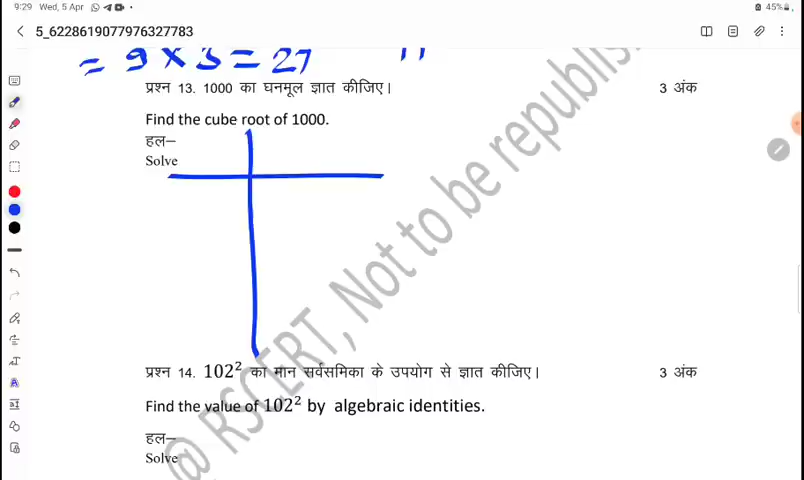 9:29 Wed, 5 Apr
45%
5_6228619077976327783
= 9 × 3 = 27 "
प्रश्न 13. 1000 का घनमूल ज्ञात कीजिए। 3 अंक
Find the cube root of 1000.
हल–
Solve
प्रश्न 14. 102² का मान सर्वसमिका के उपयोग से ज्ञात कीजिए। 3 अंक
Find the value of 102² by algebraic identities.
हल–
Solve
@ RSCERT, Not to be republis